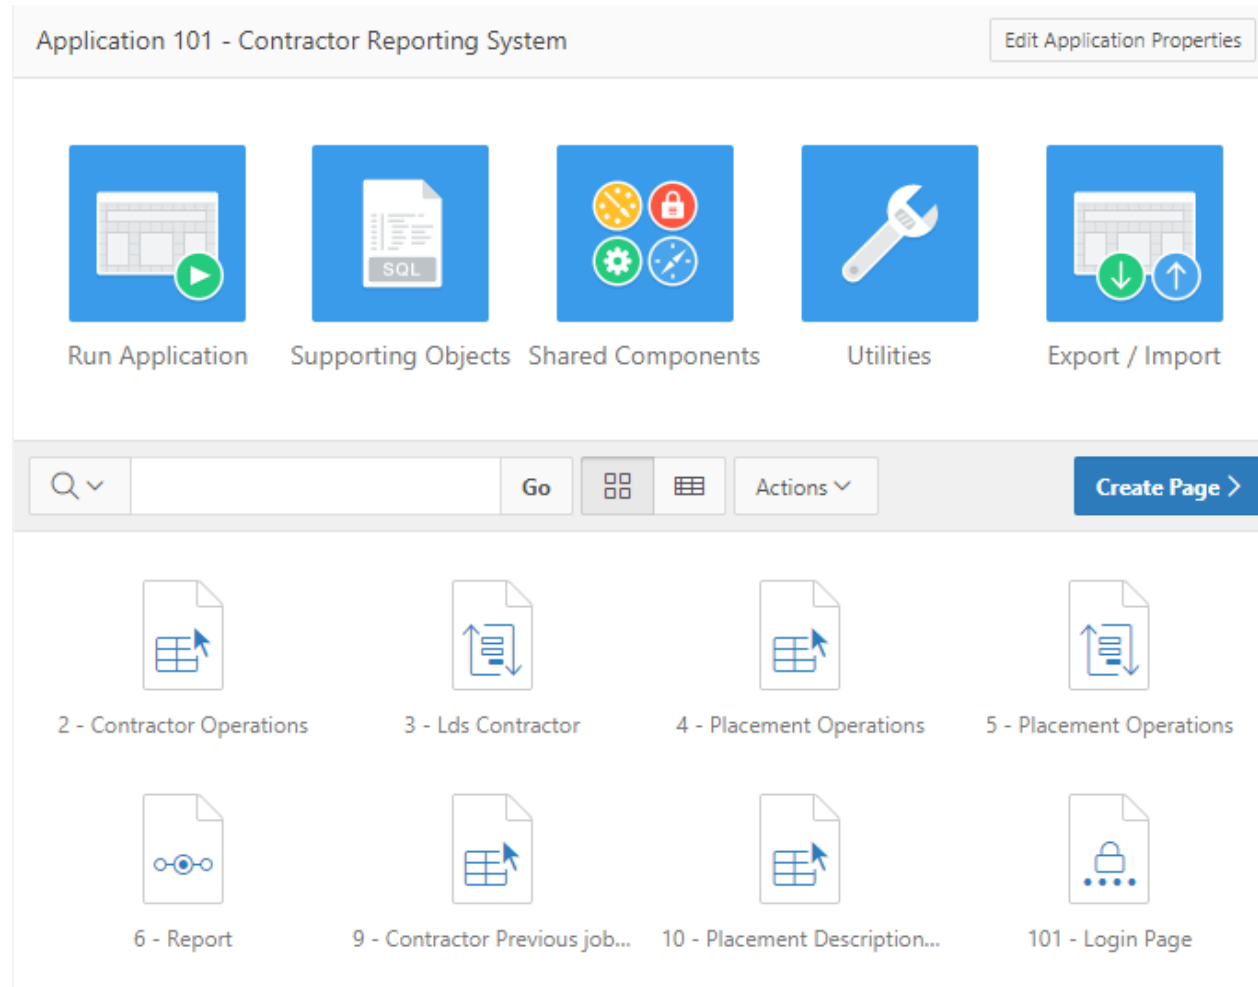 Application 101 - Contractor Reporting System
Edit Application Properties
SQL
Run Application
Supporting Objects
Shared Components
Utilities
Export / Import
Go
Actions
Create Page
2 - Contractor Operations
3 - Lds Contractor
4 - Placement Operations
5 - Placement Operations
6 - Report
9 - Contractor Previous job...
10 - Placement Description...
101 - Login Page